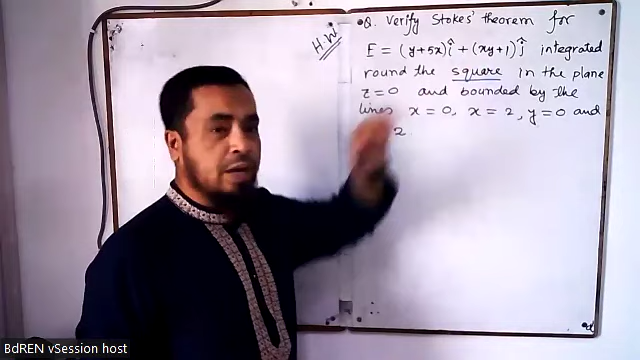 H.W
Q. Verify Stokes' theorem for
F = (y+5x)î + (xy+1)ĵ integrated
round the square in the plane
z=0 and bounded by the
lines x=0, x=2, y=0 and
2
BdREN vSession host